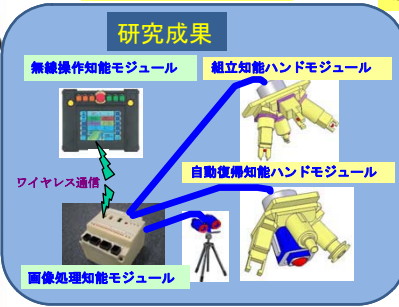 研究成果
無線操作知能モジュール
組立知能ハンドモジュール
自動復帰知能ハンドモジュール
ワイヤレス通信
画像処理知能モジュール